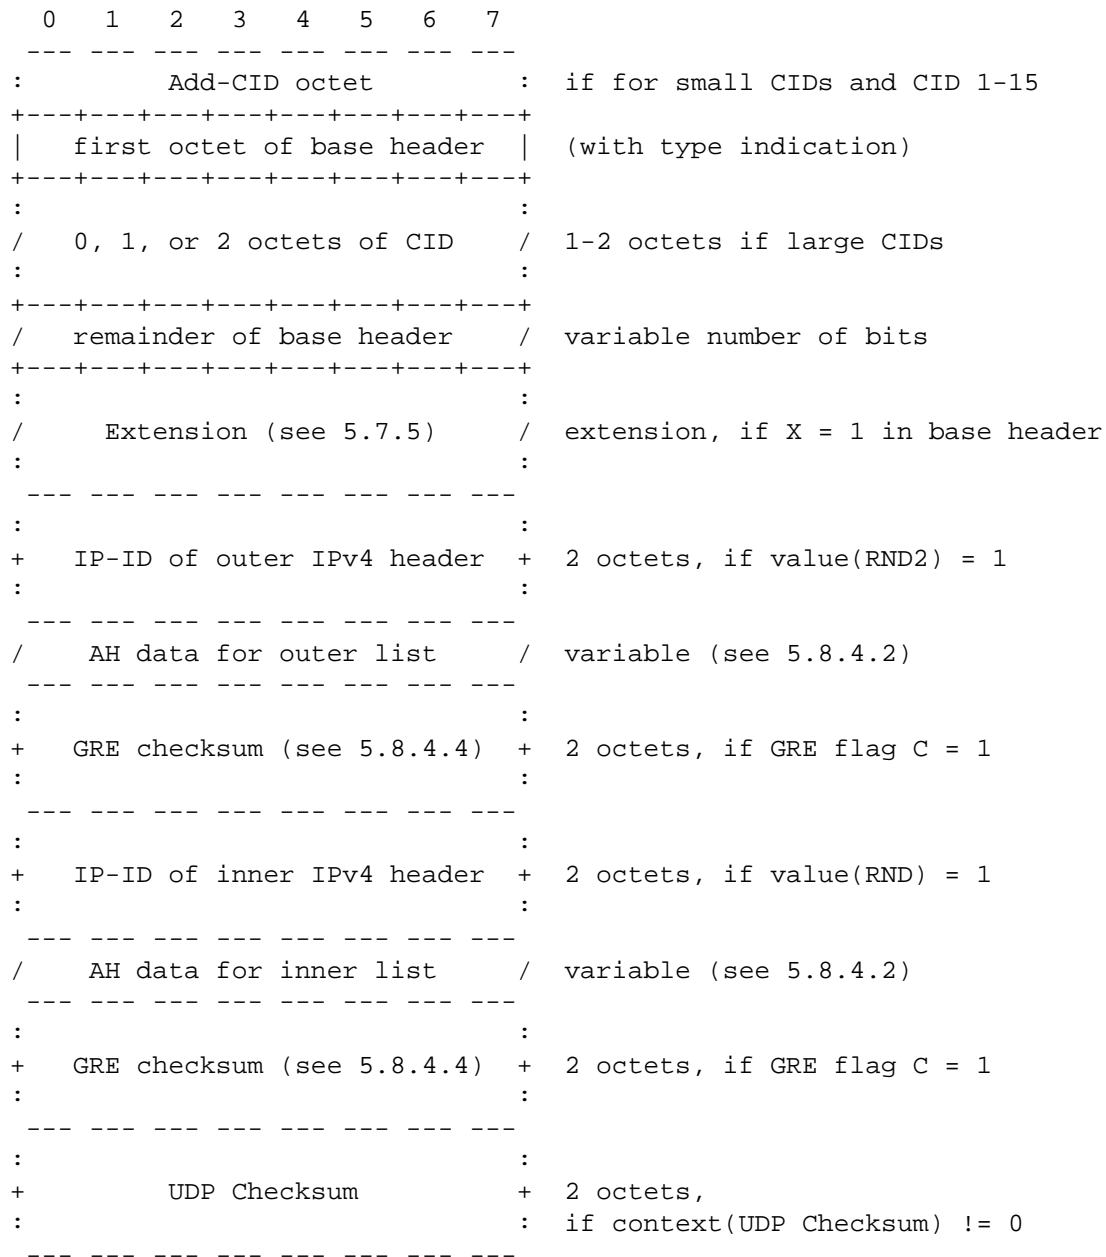 0   1   2   3   4   5   6   7
 --- --- --- --- --- --- --- ---
:         Add-CID octet         :  if for small CIDs and CID 1-15
+---+---+---+---+---+---+---+---+
|   first octet of base header  |  (with type indication)
+---+---+---+---+---+---+---+---+
:                               :
/   0, 1, or 2 octets of CID    /  1-2 octets if large CIDs
:                               :
+---+---+---+---+---+---+---+---+
/   remainder of base header    /  variable number of bits
+---+---+---+---+---+---+---+---+
:                               :
/     Extension (see 5.7.5)     /  extension, if X = 1 in base header
:                               :
 --- --- --- --- --- --- --- ---
:                               :
+   IP-ID of outer IPv4 header  +  2 octets, if value(RND2) = 1
:                               :
 --- --- --- --- --- --- --- ---
/    AH data for outer list     /  variable (see 5.8.4.2)
 --- --- --- --- --- --- --- ---
:                               :
+   GRE checksum (see 5.8.4.4)  +  2 octets, if GRE flag C = 1
:                               :
 --- --- --- --- --- --- --- ---
:                               :
+   IP-ID of inner IPv4 header  +  2 octets, if value(RND) = 1
:                               :
 --- --- --- --- --- --- --- ---
/    AH data for inner list     /  variable (see 5.8.4.2)
 --- --- --- --- --- --- --- ---
:                               :
+   GRE checksum (see 5.8.4.4)  +  2 octets, if GRE flag C = 1
:                               :
 --- --- --- --- --- --- --- ---
:                               :
+         UDP Checksum          +  2 octets,
:                               :  if context(UDP Checksum) != 0
 --- --- --- --- --- --- --- ---